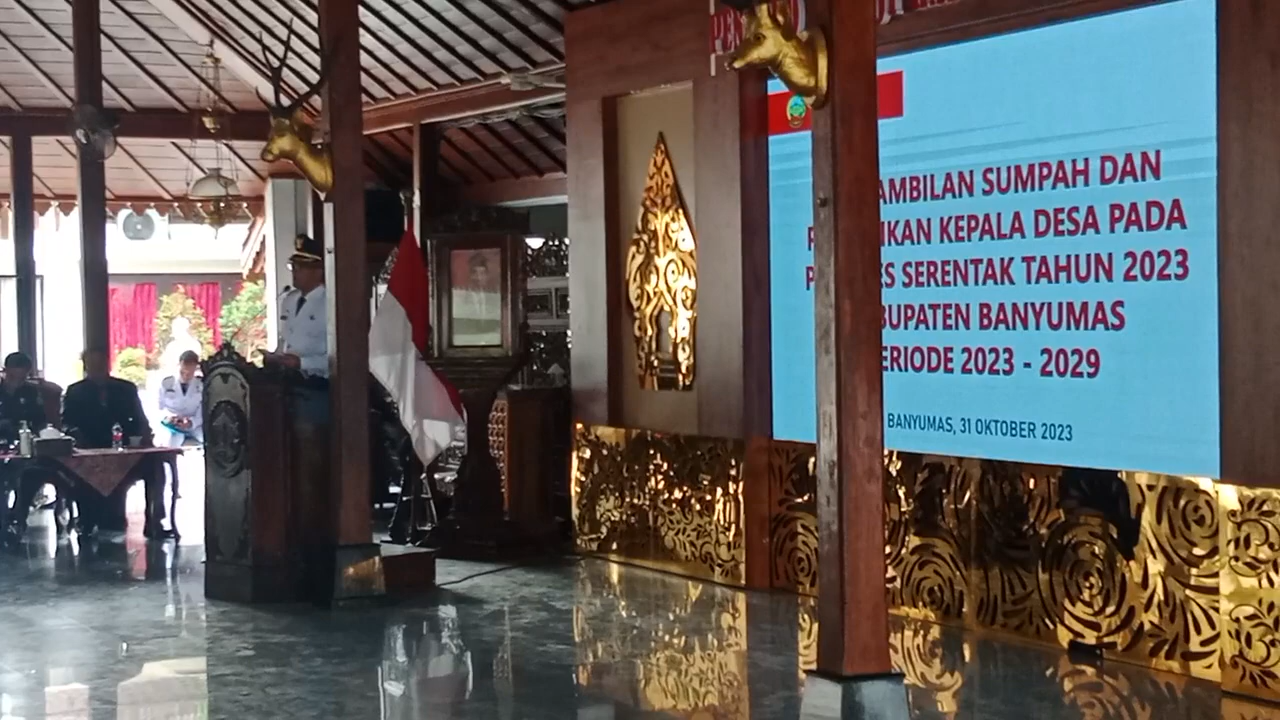 AMBILAN SUMPAH DAN
IKAN KEPALA DESA PADA
ES SERENTAK TAHUN 2023
BUPATEN BANYUMAS
ERIODE 2023 - 2029
BANYUMAS, 31 OKTOBER 2023